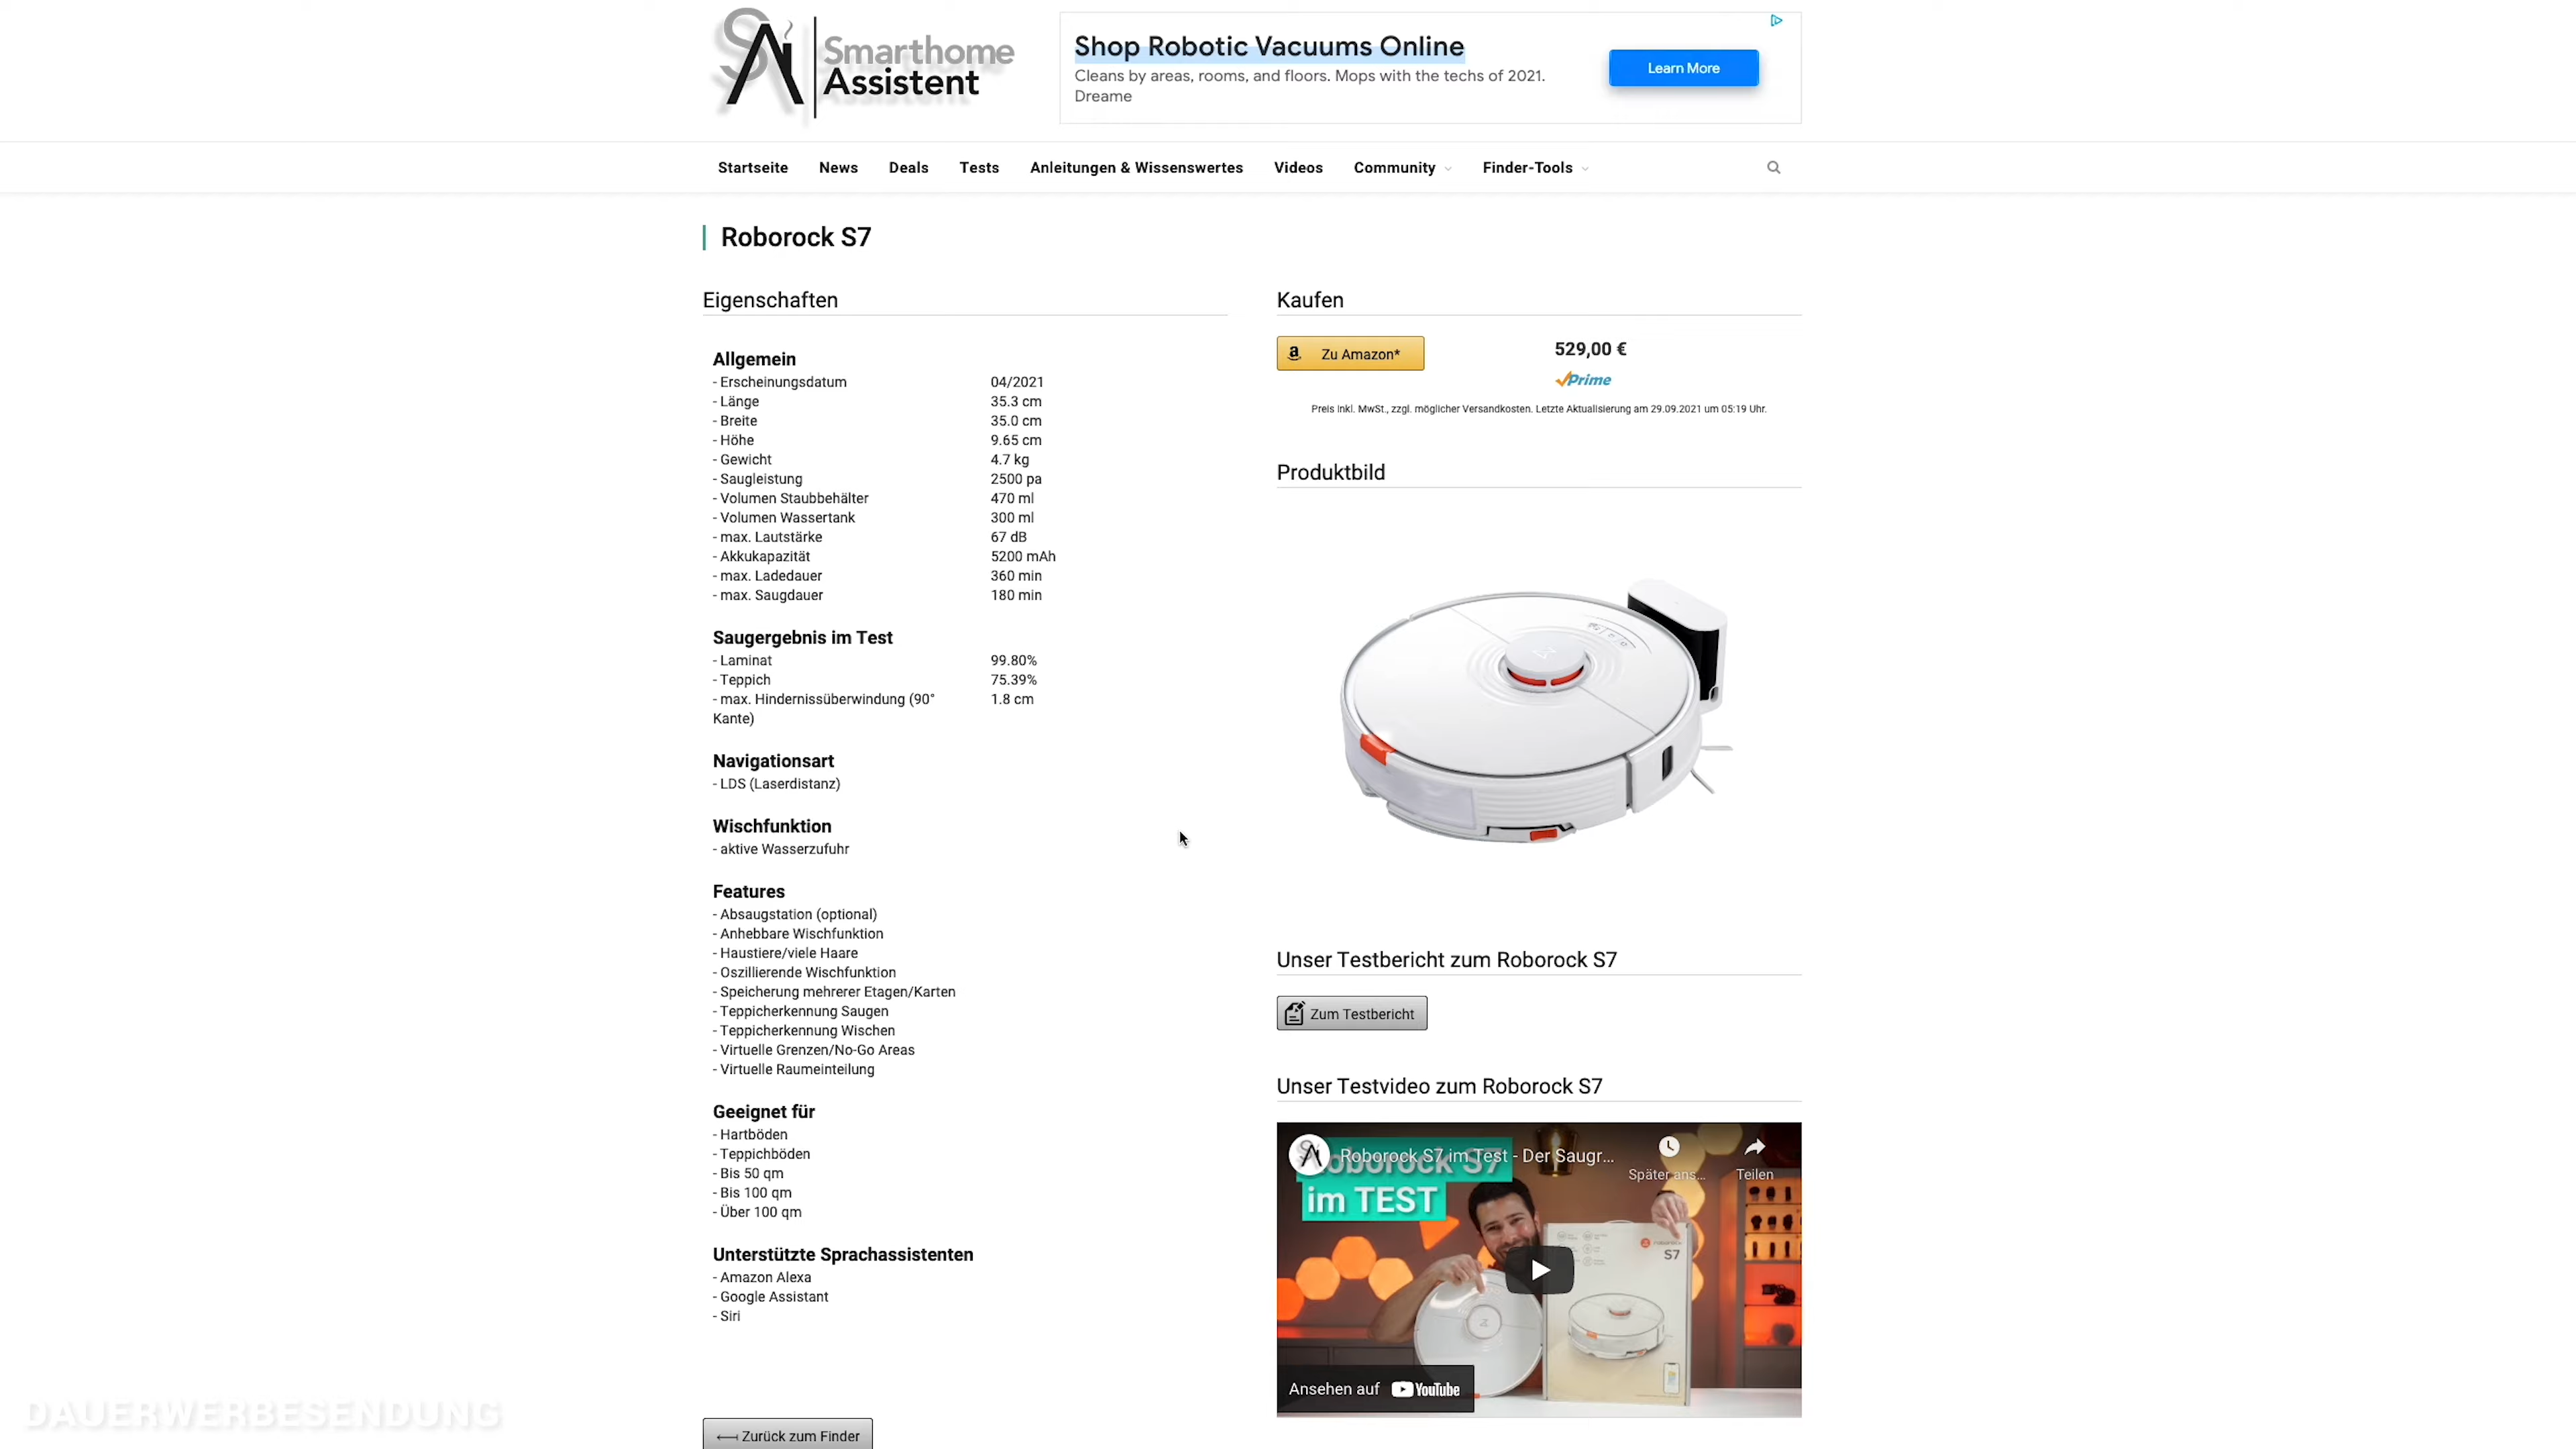 SA Smarthome
Assistent
Shop Robotic Vacuums Online
Cleans by areas, rooms, and floors. Mops with the techs of 2021.
Dreame
Learn More
Startseite News Deals Tests Anleitungen & Wissenswertes Videos Community Finder-Tools
Roborock S7
Eigenschaften
Allgemein
- Erscheinungsdatum 04/2021
- Länge 35.3 cm
- Breite 35.0 cm
- Höhe 9.65 cm
- Gewicht 4.7 kg
- Saugleistung 2500 pa
- Volumen Staubbehälter 470 ml
- Volumen Wassertank 300 ml
- max. Lautstärke 67 dB
- Akkukapazität 5200 mAh
- max. Ladedauer 360 min
- max. Saugdauer 180 min
Saugergebnis im Test
- Laminat 99.80%
- Teppich 75.39%
- max. Hindernissüberwindung (90° 1.8 cm
Kante)
Navigationsart
- LDS (Laserdistanz)
Wischfunktion
- aktive Wasserzufuhr
Features
- Absaugstation (optional)
- Anhebbare Wischfunktion
- Haustiere/viele Haare
- Oszillierende Wischfunktion
- Speicherung mehrerer Etagen/Karten
- Teppicherkennung Saugen
- Teppicherkennung Wischen
- Virtuelle Grenzen/No-Go Areas
- Virtuelle Raumeinteilung
Geeignet für
- Hartböden
- Teppichböden
- Bis 50 qm
- Bis 100 qm
- Über 100 qm
Unterstützte Sprachassistenten
- Amazon Alexa
- Google Assistant
- Siri
Zurück zum Finder
Kaufen
Zu Amazon*
529,00 €
Prime
Preis inkl. MwSt., zzgl. möglicher Versandkosten. Letzte Aktualisierung am 29.09.2021 um 05:19 Uhr.
Produktbild
Unser Testbericht zum Roborock S7
Zum Testbericht
Unser Testvideo zum Roborock S7
Roborock S7 im Test - Der Saugr...
Später ans... Teilen
Roborock S7
im TEST
roborock
S7
Ansehen auf YouTube
DAUERWERBESENDUNG